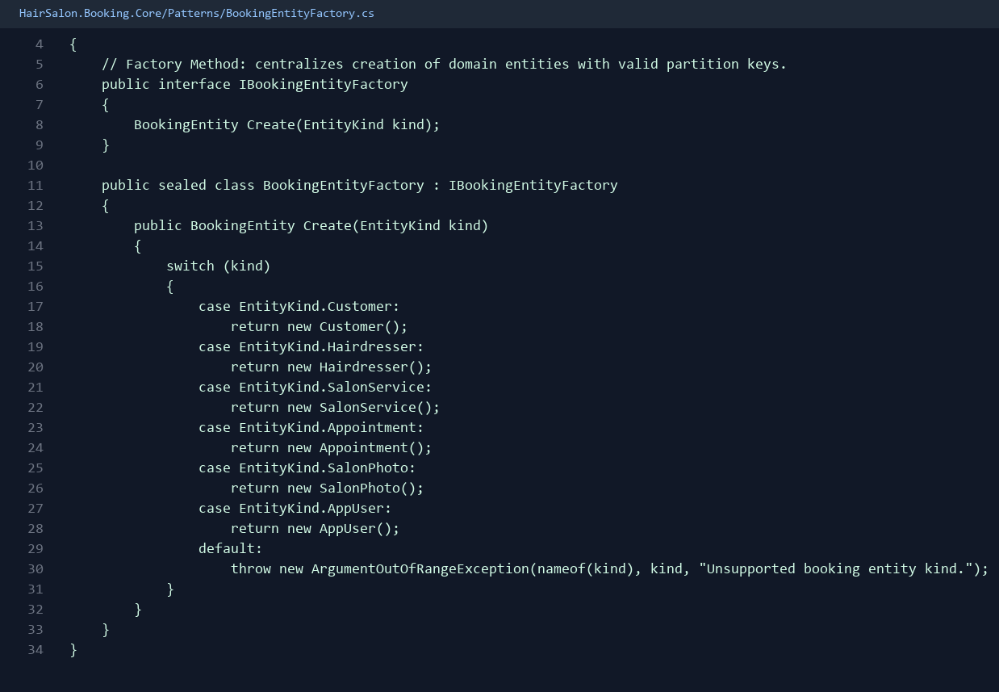 HairSalon.Booking.Core/Patterns/BookingEntityFactory.cs
4 {
5 // Factory Method: centralizes creation of domain entities with valid partition keys.
6 public interface IBookingEntityFactory
7 {
8 BookingEntity Create(EntityKind kind);
9 }
10
11 public sealed class BookingEntityFactory : IBookingEntityFactory
12 {
13 public BookingEntity Create(EntityKind kind)
14 {
15 switch (kind)
16 {
17 case EntityKind.Customer:
18 return new Customer();
19 case EntityKind.Hairdresser:
20 return new Hairdresser();
21 case EntityKind.SalonService:
22 return new SalonService();
23 case EntityKind.Appointment:
24 return new Appointment();
25 case EntityKind.SalonPhoto:
26 return new SalonPhoto();
27 case EntityKind.AppUser:
28 return new AppUser();
29 default:
30 throw new ArgumentOutOfRangeException(nameof(kind), kind, "Unsupported booking entity kind.");
31 }
32 }
33 }
34 }